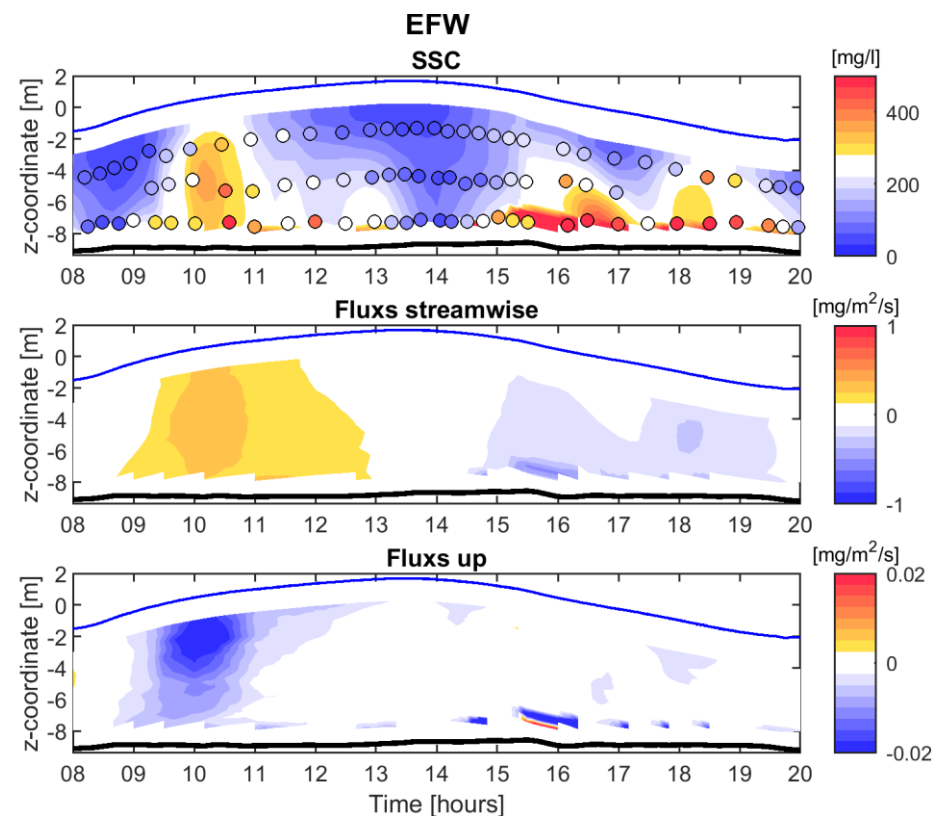 EFW
SSC
[mg/l]
z-coordinate [m]
2
0
-2
-4
-6
-8
08 09 10 11 12 13 14 15 16 17 18 19 20
400
200
0
Fluxs streamwise
[mg/m²/s]
z-coordinate [m]
2
0
-2
-4
-6
-8
08 09 10 11 12 13 14 15 16 17 18 19 20
1
0
-1
Fluxs up
[mg/m²/s]
z-coordinate [m]
2
0
-2
-4
-6
-8
08 09 10 11 12 13 14 15 16 17 18 19 20
0.02
0
-0.02
Time [hours]